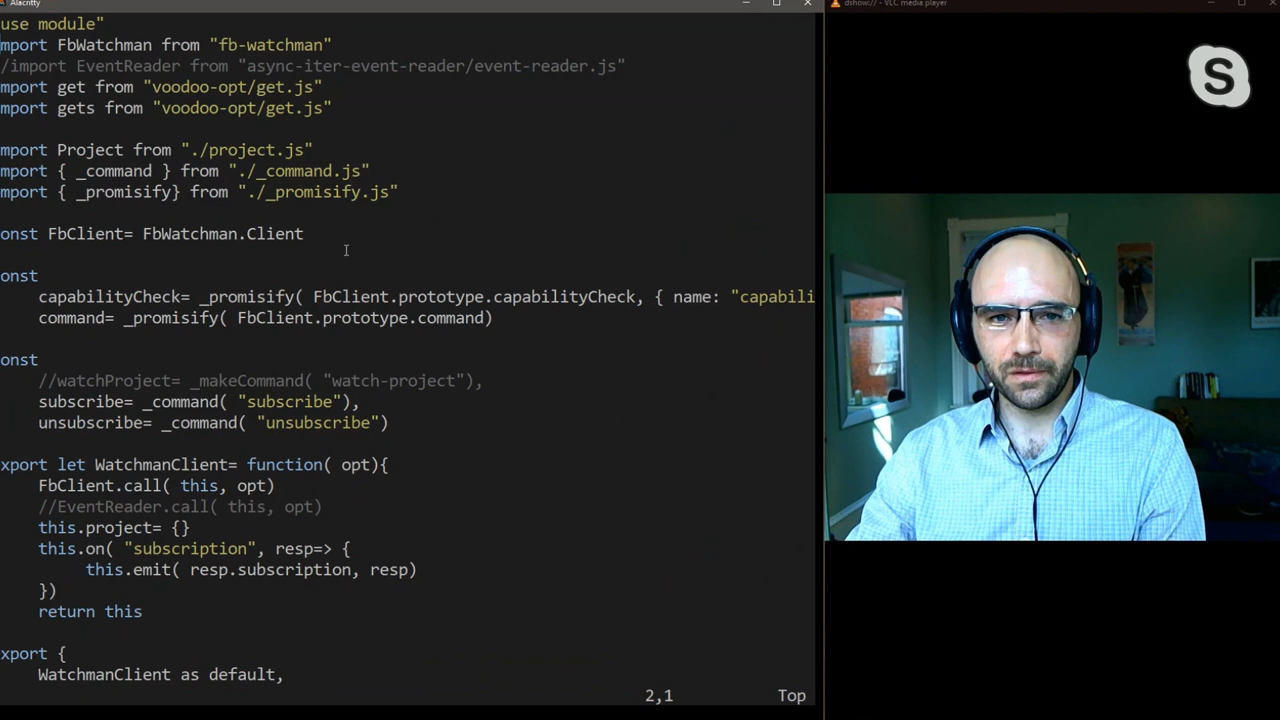 Alacritty
dshow:// - VLC media player
use module"
mport FbWatchman from "fb-watchman"
/import EventReader from "async-iter-event-reader/event-reader.js"
mport get from "voodoo-opt/get.js"
mport gets from "voodoo-opt/get.js"
mport Project from "./project.js"
mport { _command } from "./_command.js"
mport { _promisify} from "./_promisify.js"
onst FbClient= FbWatchman.Client
onst
capabilityCheck= _promisify( FbClient.prototype.capabilityCheck, { name: "capabili
command= _promisify( FbClient.prototype.command)
onst
//watchProject= _makeCommand( "watch-project"),
subscribe= _command( "subscribe"),
unsubscribe= _command( "unsubscribe")
xport let WatchmanClient= function( opt){
FbClient.call( this, opt)
//EventReader.call( this, opt)
this.project= {}
this.on( "subscription", resp=> {
this.emit( resp.subscription, resp)
})
return this
xport {
WatchmanClient as default,
2,1 Top
S